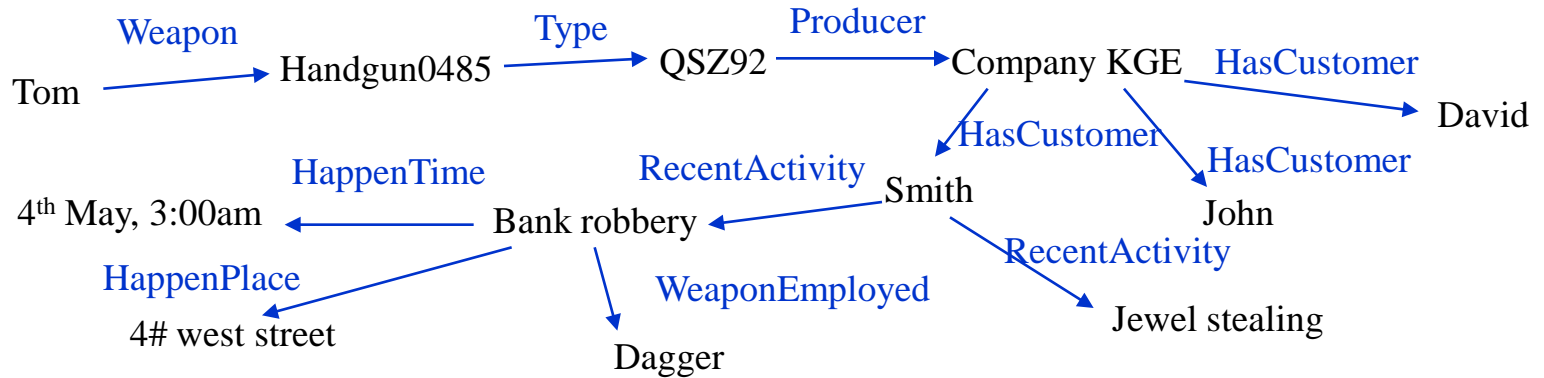 Weapon
Type
Producer
Tom
Handgun0485
QSZ92
Company KGE
HasCustomer
David
HasCustomer
HasCustomer
HappenTime
RecentActivity
Smith
John
4th May, 3:00am
Bank robbery
RecentActivity
HappenPlace
WeaponEmployed
4# west street
Dagger
Jewel stealing